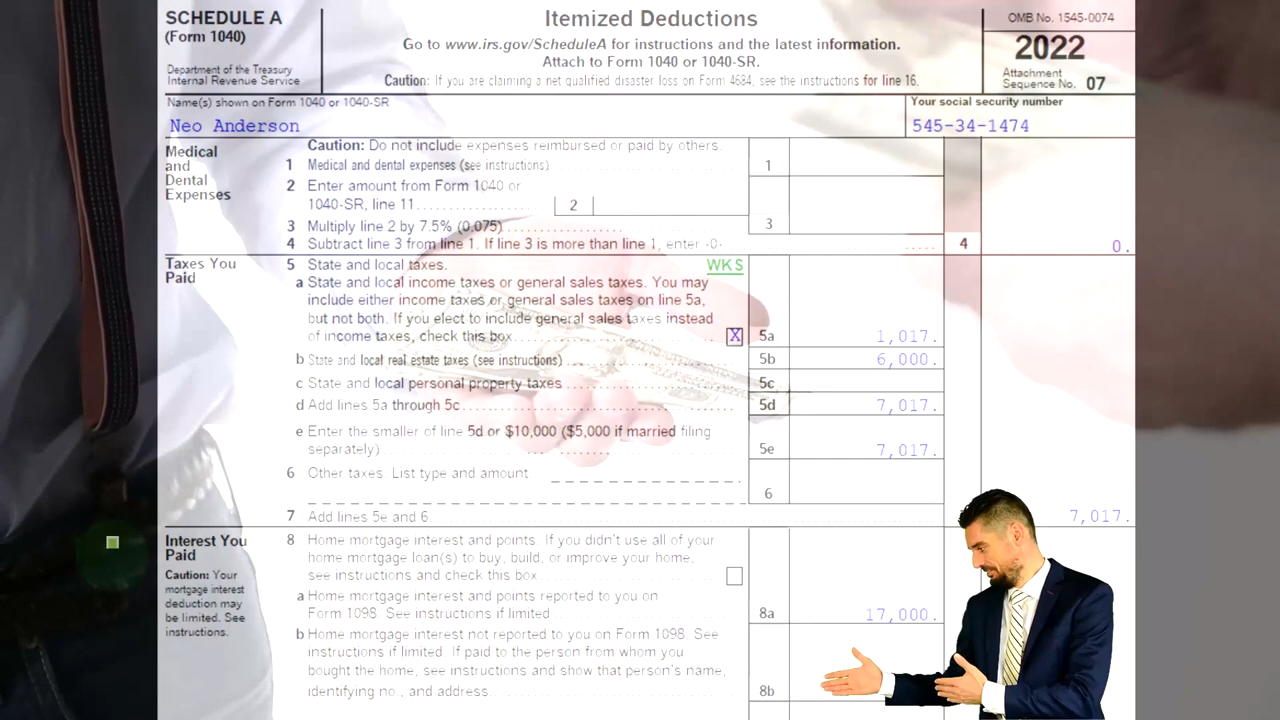 SCHEDULE A
(Form 1040)
Department of the Treasury
Internal Revenue Service
Itemized Deductions
Go to www.irs.gov/ScheduleA for instructions and the latest information.
Attach to Form 1040 or 1040-SR.
Caution: If you are claiming a net qualified disaster loss on Form 4684, see the instructions for line 16.
OMB No. 1545-0074
2022
Attachment
Sequence No. 07
Name(s) shown on Form 1040 or 1040-SR
Neo Anderson
Your social security number
545-34-1474
Medical
and
Dental
Expenses
Caution: Do not include expenses reimbursed or paid by others.
1 Medical and dental expenses (see instructions) 1
2 Enter amount from Form 1040 or
1040-SR, line 11 2
3 Multiply line 2 by 7.5% (0.075) 3
4 Subtract line 3 from line 1. If line 3 is more than line 1, enter -0- 4 0.
Taxes You
Paid
5 State and local taxes. WKS
a State and local income taxes or general sales taxes. You may
include either income taxes or general sales taxes on line 5a,
but not both. If you elect to include general sales taxes instead
of income taxes, check this box X 5a 1,017.
b State and local real estate taxes (see instructions) 5b 6,000.
c State and local personal property taxes 5c
d Add lines 5a through 5c 5d 7,017.
e Enter the smaller of line 5d or $10,000 ($5,000 if married filing
separately) 5e 7,017.
6 Other taxes. List type and amount
6
7 Add lines 5e and 6 7,017.
Interest You
Paid
Caution: Your
mortgage interest
deduction may
be limited. See
instructions.
8 Home mortgage interest and points. If you didn't use all of your
home mortgage loan(s) to buy, build, or improve your home,
see instructions and check this box
a Home mortgage interest and points reported to you on
Form 1098. See instructions if limited 8a 17,000.
b Home mortgage interest not reported to you on Form 1098. See
instructions if limited. If paid to the person from whom you
bought the home, see instructions and show that person's name,
identifying no., and address 8b